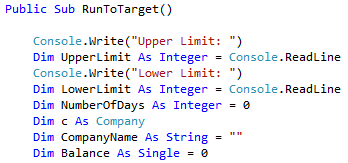 Public Sub RunToTarget()
Console.Write("Upper Limit: ")
Dim UpperLimit As Integer = Console.ReadLine
Console.Write("Lower Limit: ")
Dim LowerLimit As Integer = Console.ReadLine
Dim NumberOfDays As Integer = 0
Dim c As Company
Dim CompanyName As String = ""
Dim Balance As Single = 0